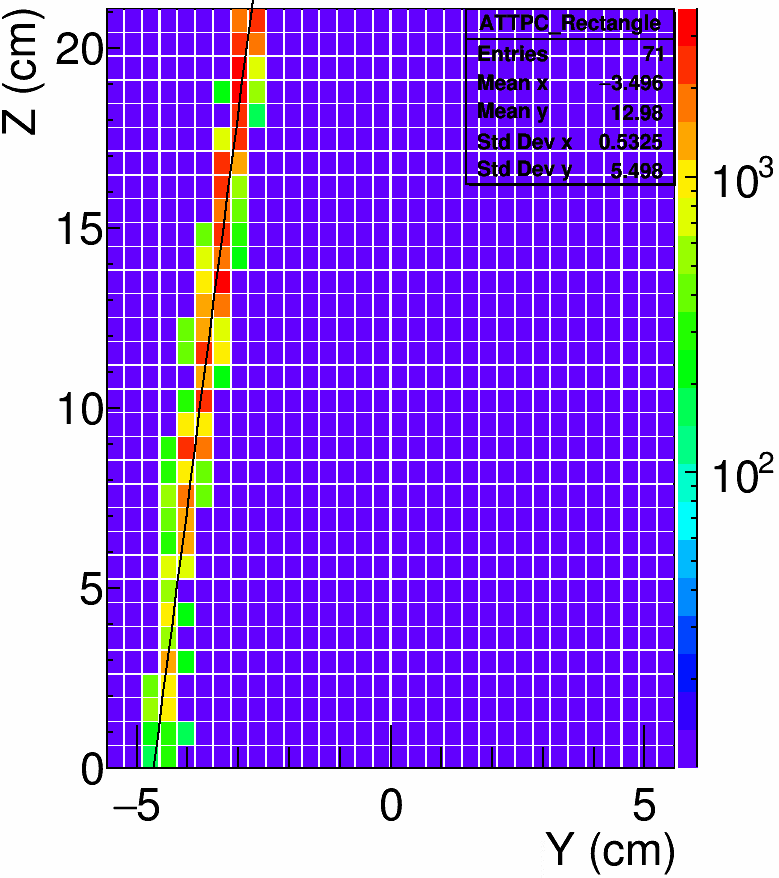 Z (cm)
20
15
10
5
0
ATTPC_Rectangle
Entries 71
Mean x −3.496
Mean y 12.98
Std Dev x 0.5325
Std Dev y 5.498
10³
10²
−5 0 5
Y (cm)